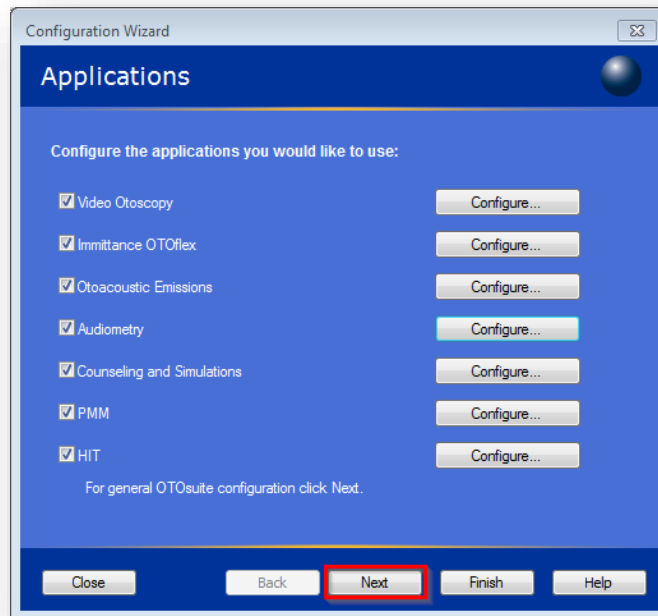 Configuration Wizard
Applications
Configure the applications you would like to use:
Video Otoscopy Configure...
Immittance OTOflex Configure...
Otoacoustic Emissions Configure...
Audiometry Configure...
Counseling and Simulations Configure...
PMM Configure...
HIT Configure...
For general OTOsuite configuration click Next.
Close Back Next Finish Help